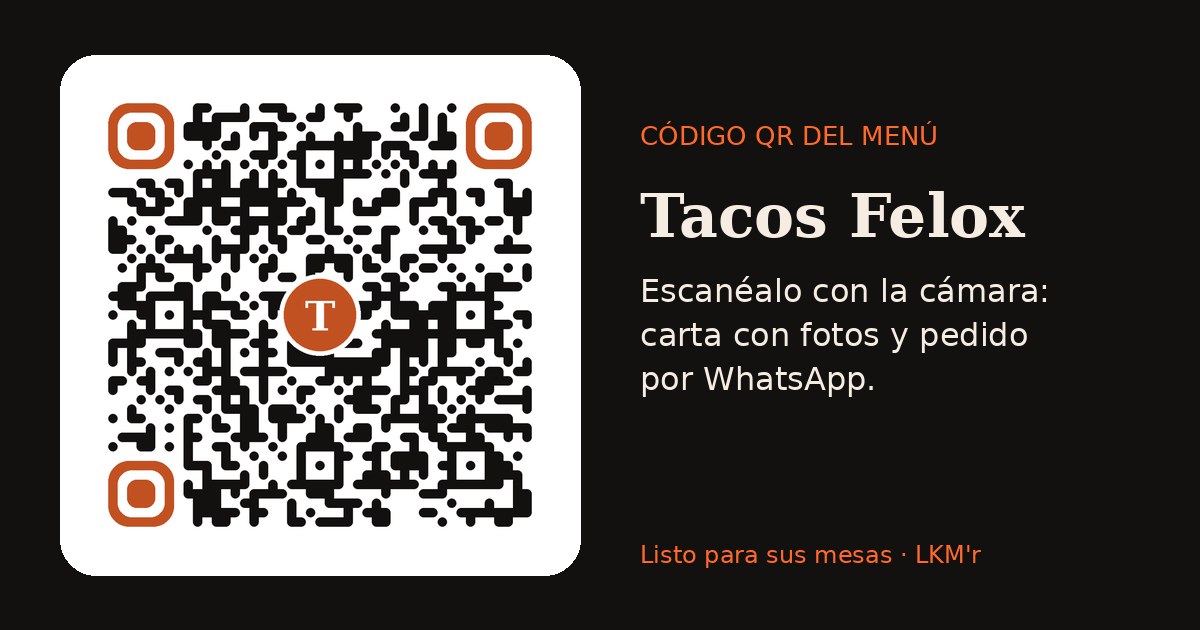 T
CÓDIGO QR DEL MENÚ
Tacos Felox
Escanéalo con la cámara:
carta con fotos y pedido
por WhatsApp.
Listo para sus mesas · LKM'r